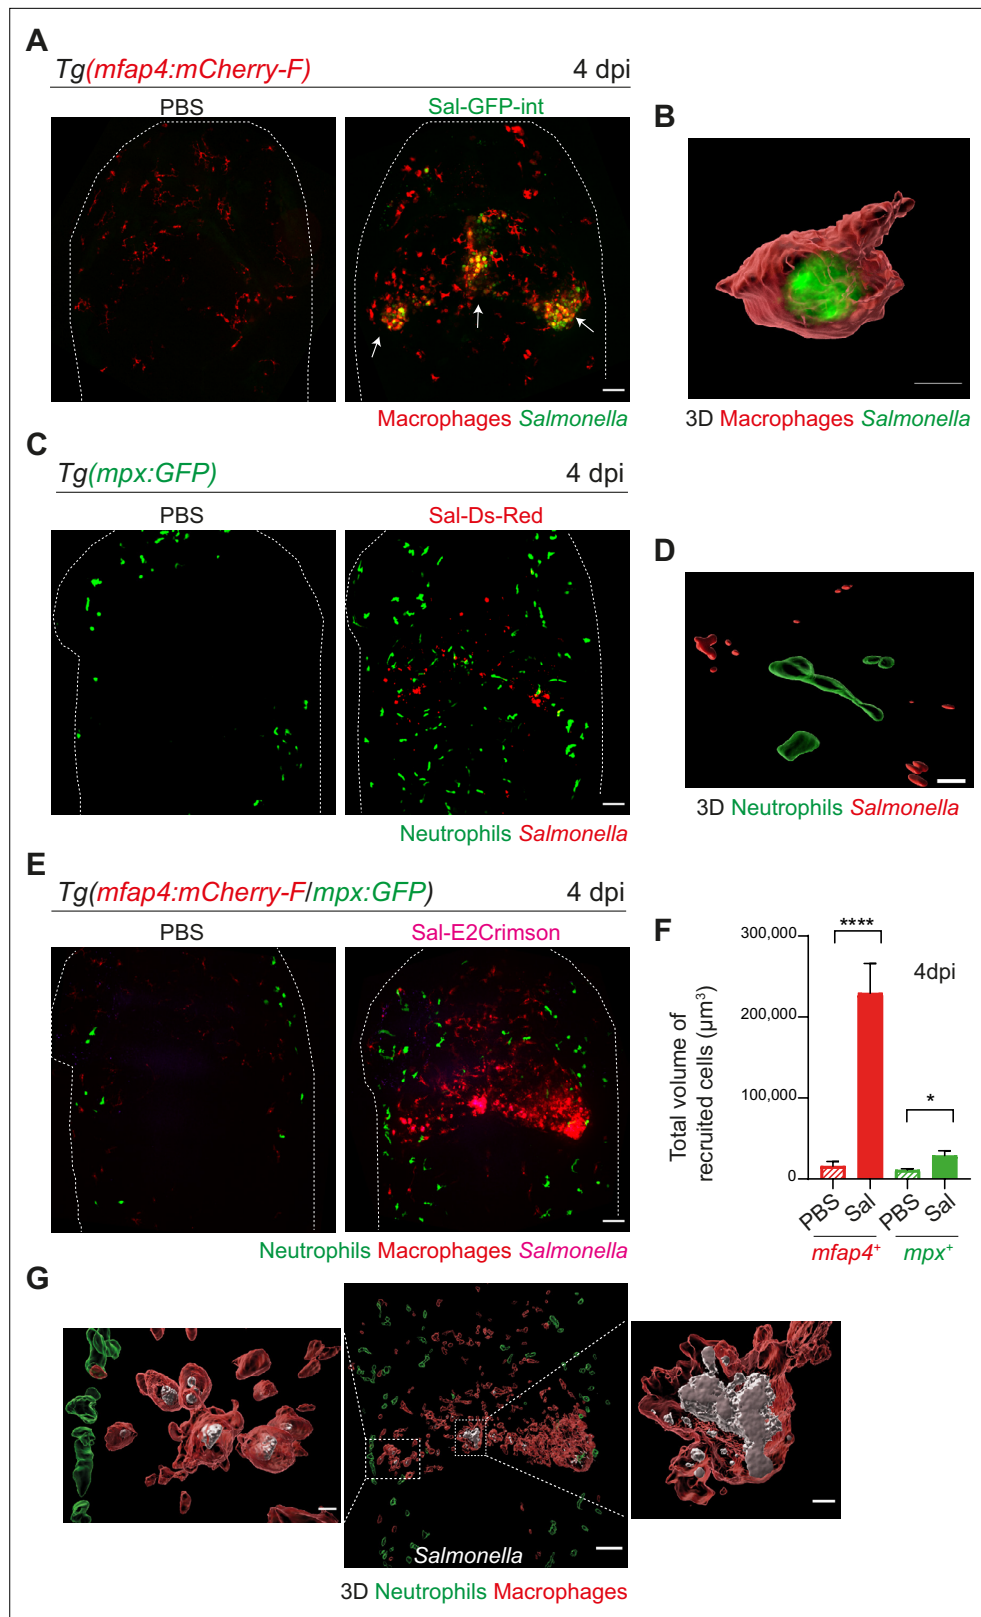 A
Tg(mfap4:mCherry-F) 4 dpi
PBS Sal-GFP-int
Macrophages Salmonella
B
3D Macrophages Salmonella
C
Tg(mpx:GFP) 4 dpi
PBS Sal-Ds-Red
Neutrophils Salmonella
D
3D Neutrophils Salmonella
E
Tg(mfap4:mCherry-F/mpx:GFP) 4 dpi
PBS Sal-E2Crimson
Neutrophils Macrophages Salmonella
F
Total volume of
recruited cells (µm³)
300,000
200,000
100,000
0
****
4dpi
*
PBS Sal PBS Sal
mfap4⁺ mpx⁺
G
Salmonella
3D Neutrophils Macrophages